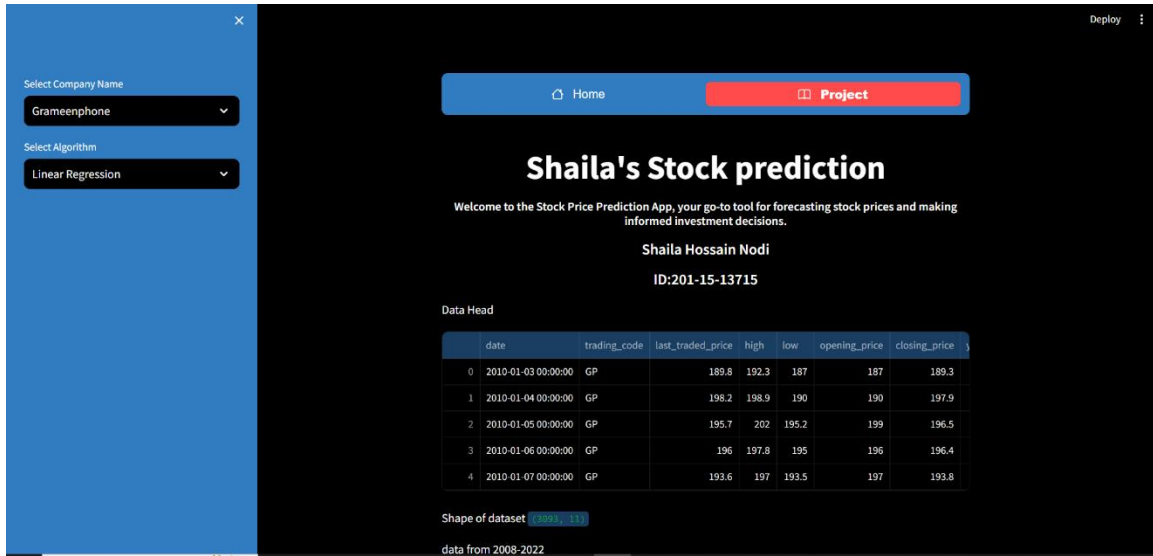 Deploy
Select Company Name
Grameenphone
Select Algorithm
Linear Regression
Home
Project
Shaila's Stock prediction
Welcome to the Stock Price Prediction App, your go-to tool for forecasting stock prices and making
informed investment decisions.
Shaila Hossain Nodi
ID:201-15-13715
Data Head
date trading_code last_traded_price high low opening_price closing_price y
0 2010-01-03 00:00:00 GP 189.8 192.3 187 187 189.3
1 2010-01-04 00:00:00 GP 198.2 198.9 190 190 197.9
2 2010-01-05 00:00:00 GP 195.7 202 195.2 199 196.5
3 2010-01-06 00:00:00 GP 196 197.8 195 196 196.4
4 2010-01-07 00:00:00 GP 193.6 197 193.5 197 193.8
Shape of dataset (3093, 11)
data from 2008-2022